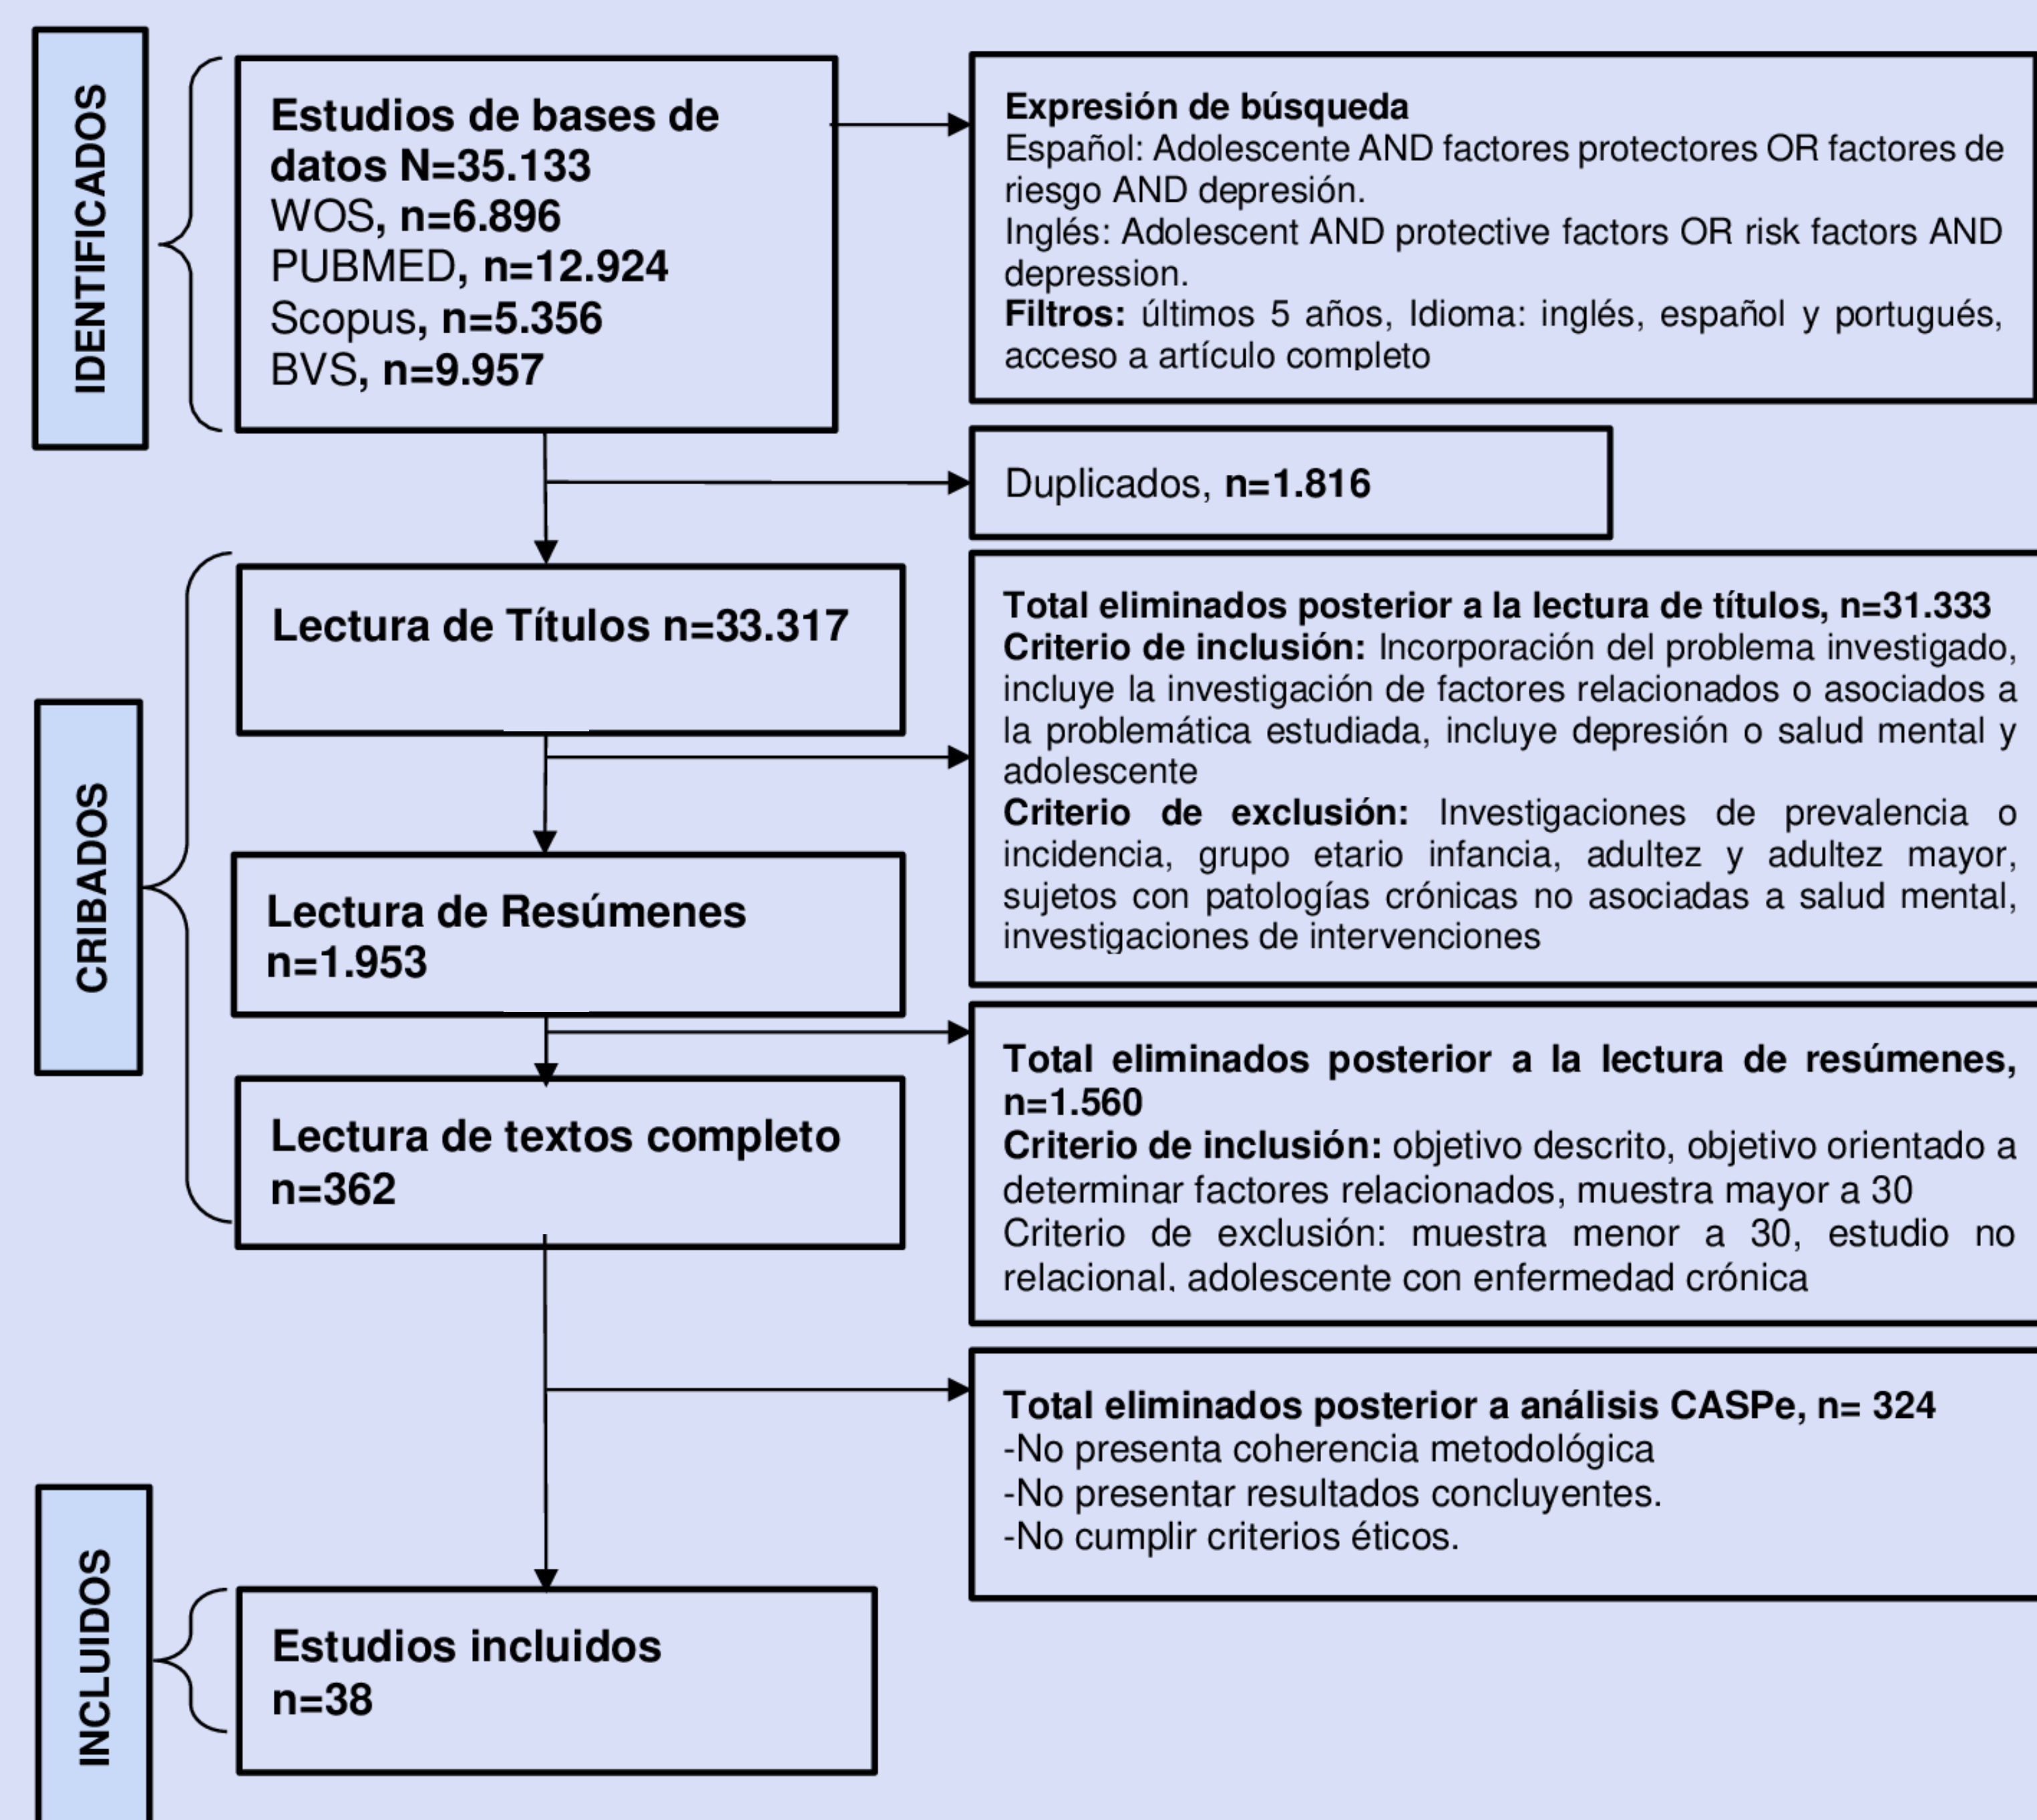 IDENTIFICADOS
Estudios de bases de
datos N=35.133
WOS, n=6.896
PUBMED, n=12.924
Scopus, n=5.356
BVS, n=9.957
Expresión de búsqueda
Español: Adolescente AND factores protectores OR factores de
riesgo AND depresión.
Inglés: Adolescent AND protective factors OR risk factors AND
depression.
Filtros: últimos 5 años, Idioma: inglés, español y portugués,
acceso a artículo completo
Duplicados, n=1.816
CRIBADOS
Lectura de Títulos n=33.317
Total eliminados posterior a la lectura de títulos, n=31.333
Criterio de inclusión: Incorporación del problema investigado,
incluye la investigación de factores relacionados o asociados a
la problemática estudiada, incluye depresión o salud mental y
adolescente
Criterio de exclusión: Investigaciones de prevalencia o
incidencia, grupo etario infancia, adultez y adultez mayor,
sujetos con patologías crónicas no asociadas a salud mental,
investigaciones de intervenciones
Lectura de Resúmenes
n=1.953
Total eliminados posterior a la lectura de resúmenes,
n=1.560
Criterio de inclusión: objetivo descrito, objetivo orientado a
determinar factores relacionados, muestra mayor a 30
Criterio de exclusión: muestra menor a 30, estudio no
relacional. adolescente con enfermedad crónica
Lectura de textos completo
n=362
Total eliminados posterior a análisis CASPe, n= 324
-No presenta coherencia metodológica
-No presentar resultados concluyentes.
-No cumplir criterios éticos.
INCLUIDOS
Estudios incluidos
n=38